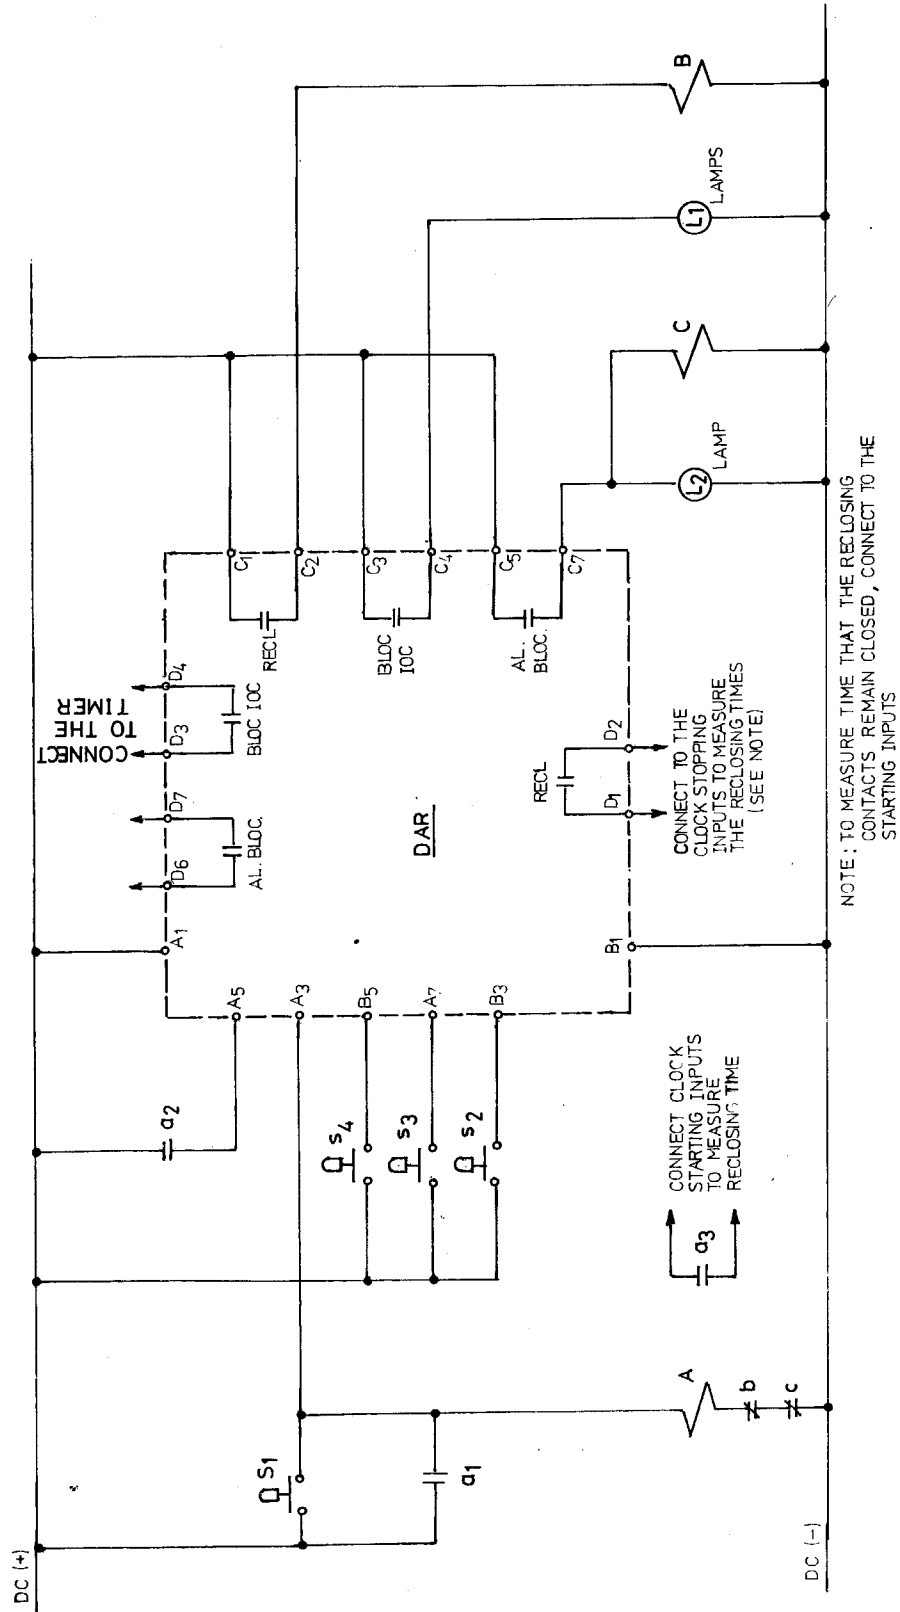 DC (+)
S1
a1
A
b
c
DC (-)
a2
S4
S3
S2
a3
CONNECT CLOCK
STARTING INPUTS
TO MEASURE
RECLOSING TIME
A5
A3
B5
A7
B3
A1
B1
D6
D7
AL. BLOC.
D3
D4
BLOC IOC
CONNECT
TO THE
TIMER
DAR
RECL
D1
D2
CONNECT TO THE
CLOCK STOPPING
INPUTS TO MEASURE
THE RECLOSING TIMES
(SEE NOTE)
C1
C2
C3
C4
C5
C7
RECL
BLOC
IOC
AL.
BLOC.
L2
LAMP
C
L1
LAMPS
B
NOTE: TO MEASURE TIME THAT THE RECLOSING
CONTACTS REMAIN CLOSED, CONNECT TO THE
STARTING INPUTS